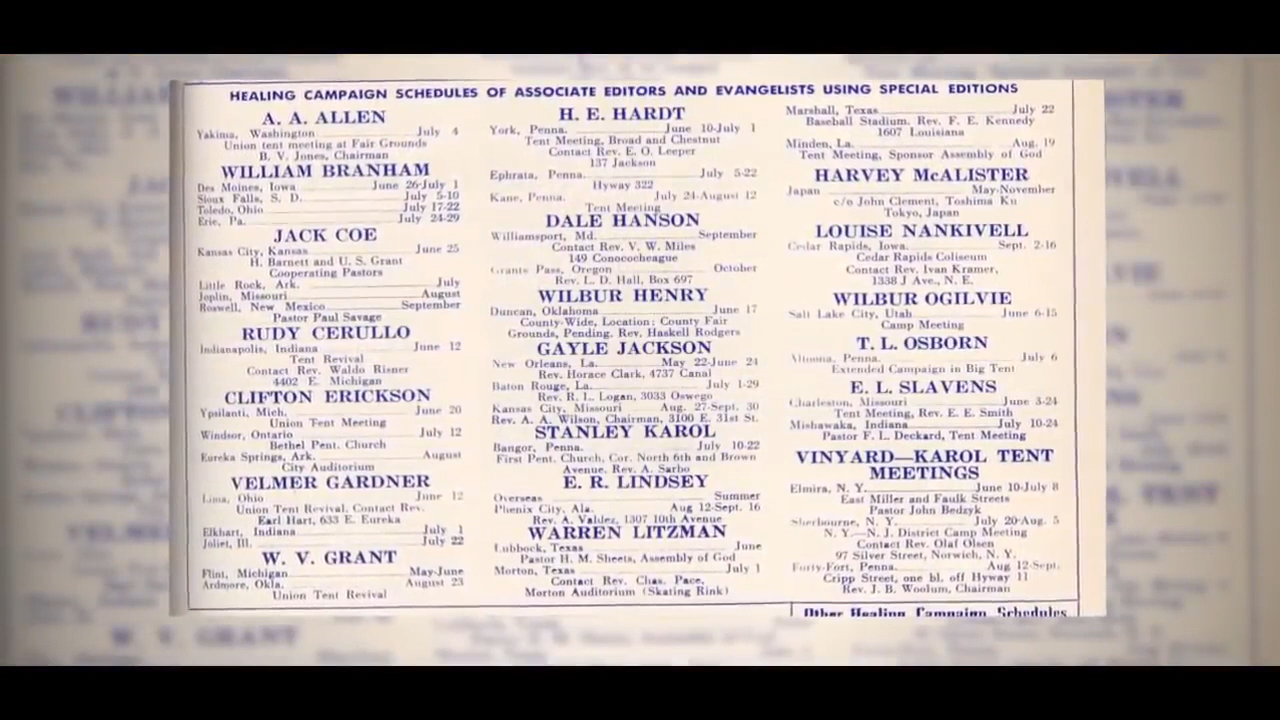 HEALING CAMPAIGN SCHEDULES OF ASSOCIATE EDITORS AND EVANGELISTS USING SPECIAL EDITIONS
A. A. ALLEN
Yakima, Washington July 4
Union tent meeting at Fair Grounds
B. V. Jones, Chairman
WILLIAM BRANHAM
Des Moines, Iowa June 26-July 1
Sioux Falls, S. D. July 5-10
Toledo, Ohio July 17-22
Erie, Pa. July 24-29
JACK COE
Kansas City, Kansas June 25
H. Barnett and U. S. Grant
Cooperating Pastors
Little Rock, Ark. July
Joplin, Missouri August
Roswell, New Mexico September
Pastor Paul Savage
RUDY CERULLO
Indianapolis, Indiana June 12
Tent Revival
Contact Rev. Waldo Risner
4402 E. Michigan
CLIFTON ERICKSON
Ypsilanti, Mich. June 20
Union Tent Meeting
Windsor, Ontario July 12
Bethel Pent. Church
Eureka Springs, Ark. August
City Auditorium
VELMER GARDNER
Lima, Ohio June 12
Union Tent Revival, Contact Rev.
Earl Hart, 633 E. Eureka
Elkhart, Indiana July 1
Joliet, Ill. July 22
W. V. GRANT
Flint, Michigan May-June
Ardmore, Okla. August 23
Union Tent Revival
H. E. HARDT
York, Penna. June 10-July 1
Tent Meeting, Broad and Chestnut
Contact Rev. E. O. Leeper
137 Jackson
Ephrata, Penna. July 5-22
Hyway 322
Kane, Penna. July 24-August 12
Tent Meeting
DALE HANSON
Williamsport, Md. September
Contact Rev. V. W. Miles
149 Conococheague
Grants Pass, Oregon October
Rev. L. D. Hall, Box 697
WILBUR HENRY
Duncan, Oklahoma June 17
County-Wide, Location: County Fair
Grounds, Pending. Rev. Haskell Rodgers
GAYLE JACKSON
New Orleans, La. May 22-June 24
Rev. Horace Clark, 4737 Canal
Baton Rouge, La. July 1-29
Rev. R. L. Logan, 3033 Oswego
Kansas City, Missouri Aug. 27-Sept. 30
Rev. A. A. Wilson, Chairman, 3100 E. 31st St.
STANLEY KAROL
Bangor, Penna. July 10-22
First Pent. Church, Cor. North 6th and Brown
Avenue. Rev. A. Sarbo
E. R. LINDSEY
Overseas Summer
Phenix City, Ala. Aug 12-Sept. 16
Rev. A. Valdez, 1307 10th Avenue
WARREN LITZMAN
Lubbock, Texas June
Pastor H. M. Sheets, Assembly of God
Morton, Texas July 1
Contact Rev. Chas. Pace,
Morton Auditorium (Skating Rink)
Marshall, Texas July 22
Baseball Stadium. Rev. F. E. Kennedy
1607 Louisiana
Minden, La. Aug. 19
Tent Meeting, Sponsor Assembly of God
HARVEY McALISTER
Japan May-November
c/o John Clement, Toshima Ku
Tokyo, Japan
LOUISE NANKIVELL
Cedar Rapids, Iowa. Sept. 2-16
Cedar Rapids Coliseum
Contact Rev. Ivan Kramer,
1338 J Ave., N. E.
WILBUR OGILVIE
Salt Lake City, Utah June 6-15
Camp Meeting
T. L. OSBORN
Altoona, Penna. July 6
Extended Campaign in Big Tent
E. L. SLAVENS
Charleston, Missouri June 3-24
Tent Meeting, Rev. E. E. Smith
Mishawaka, Indiana July 10-24
Pastor F. L. Deckard, Tent Meeting
VINYARD—KAROL TENT
MEETINGS
Elmira, N. Y. June 10-July 8
East Miller and Faulk Streets
Pastor John Bedzyk
Sherbourne, N. Y. July 20-Aug. 5
N. Y.—N. J. District Camp Meeting
Contact Rev. Olaf Olsen
97 Silver Street, Norwich, N. Y.
Forty-Fort, Penna. Aug 12-Sept.
Cripp Street, one bl. off Hyway 11
Rev. J. B. Woolum, Chairman
Other Healing Campaign Schedules